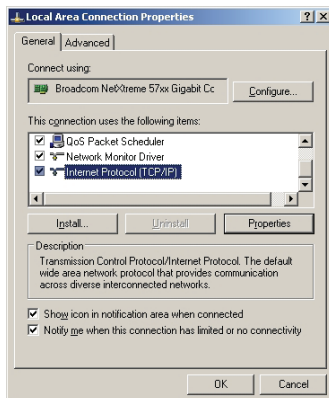 Local Area Connection Properties
General Advanced
Connect using:
Broadcom NetXtreme 57xx Gigabit Cc
Configure...
This connection uses the following items:
QoS Packet Scheduler
Network Monitor Driver
Internet Protocol (TCP/IP)
Install... Uninstall Properties
Description
Transmission Control Protocol/Internet Protocol. The default
wide area network protocol that provides communication
across diverse interconnected networks.
Show icon in notification area when connected
Notify me when this connection has limited or no connectivity
OK Cancel